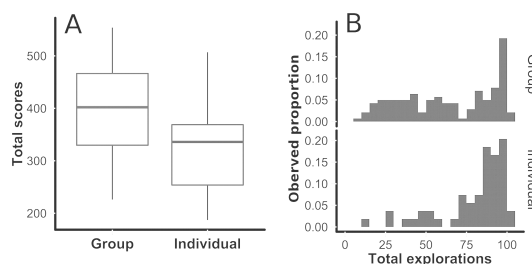 A
Total scores
500
400
300
200
Group
Individual
B
Oberved proportion
0.20
0.15
0.10
0.05
0.00
0.20
0.15
0.10
0.05
0.00
Group
Individual
0
25
50
75
100
Total explorations